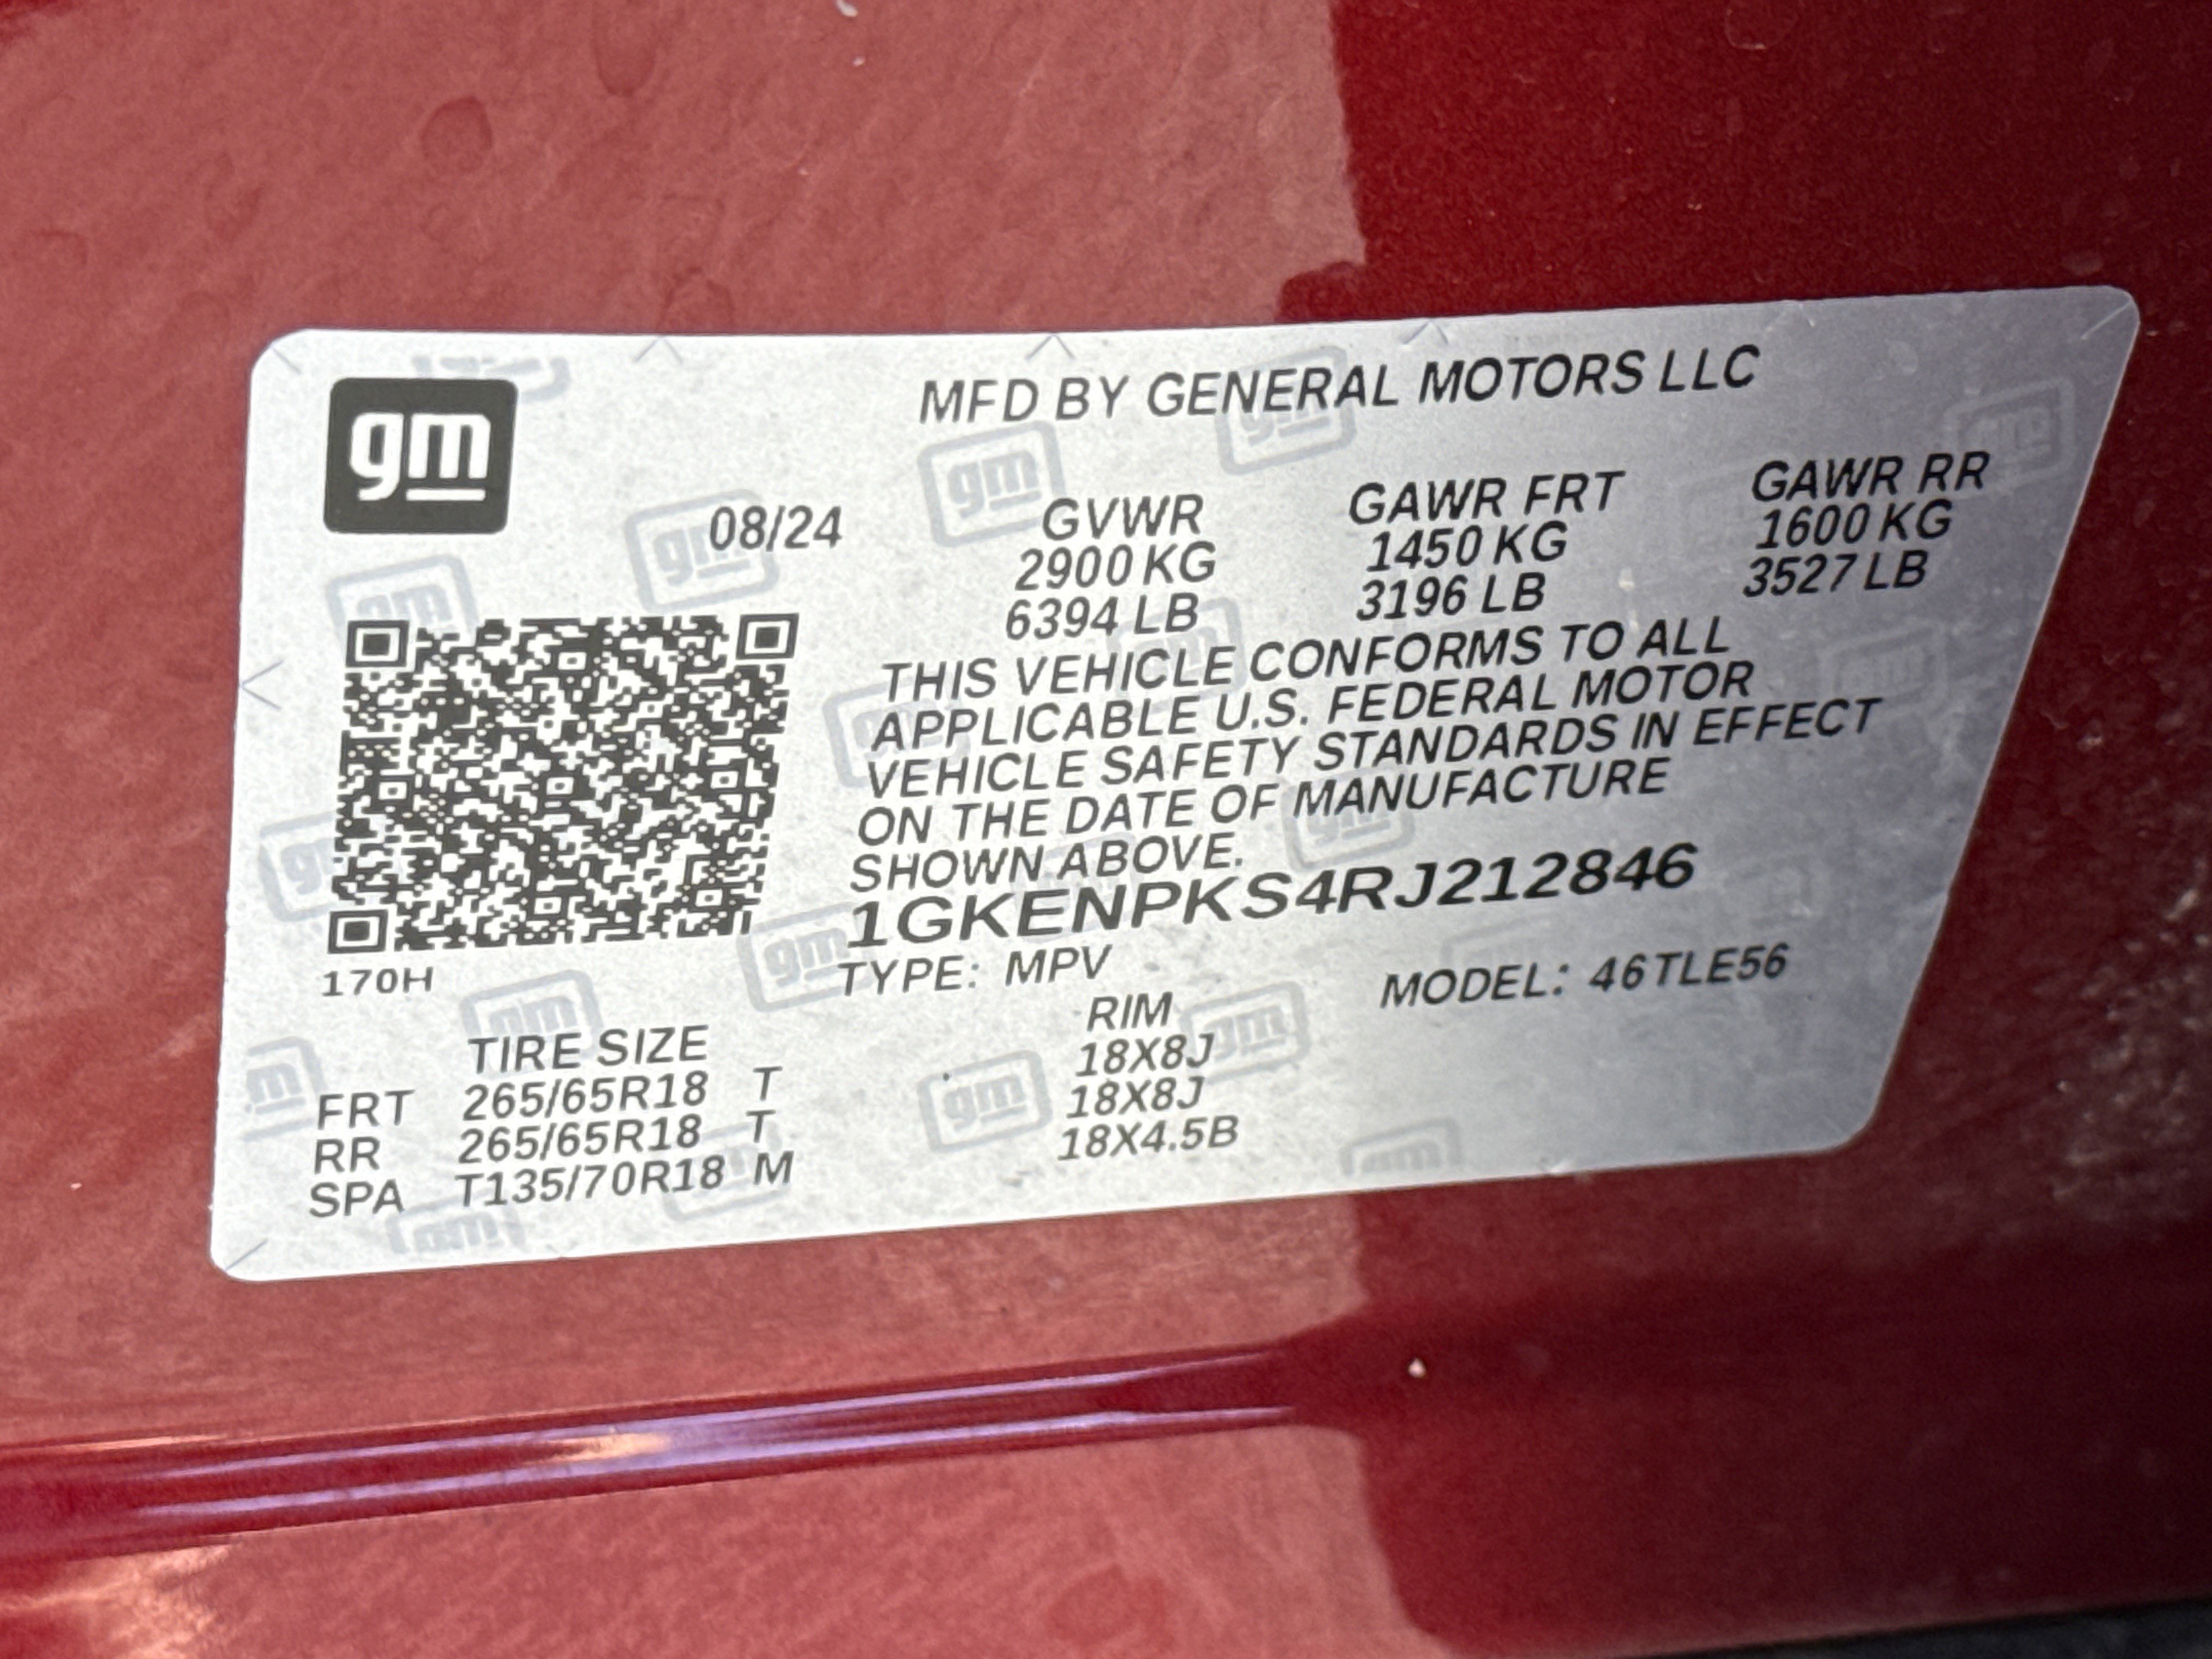 gm
MFD BY GENERAL MOTORS LLC
08/24 GVWR GAWR FRT GAWR RR
2900 KG 1450 KG 1600 KG
6394 LB 3196 LB 3527 LB
THIS VEHICLE CONFORMS TO ALL
APPLICABLE U.S. FEDERAL MOTOR
VEHICLE SAFETY STANDARDS IN EFFECT
ON THE DATE OF MANUFACTURE
SHOWN ABOVE.
1GKENPKS4RJ212846
170H
TYPE: MPV MODEL: 46TLE56
TIRE SIZE RIM
FRT 265/65R18 T 18X8J
RR 265/65R18 T 18X8J
SPA T135/70R18 M 18X4.5B